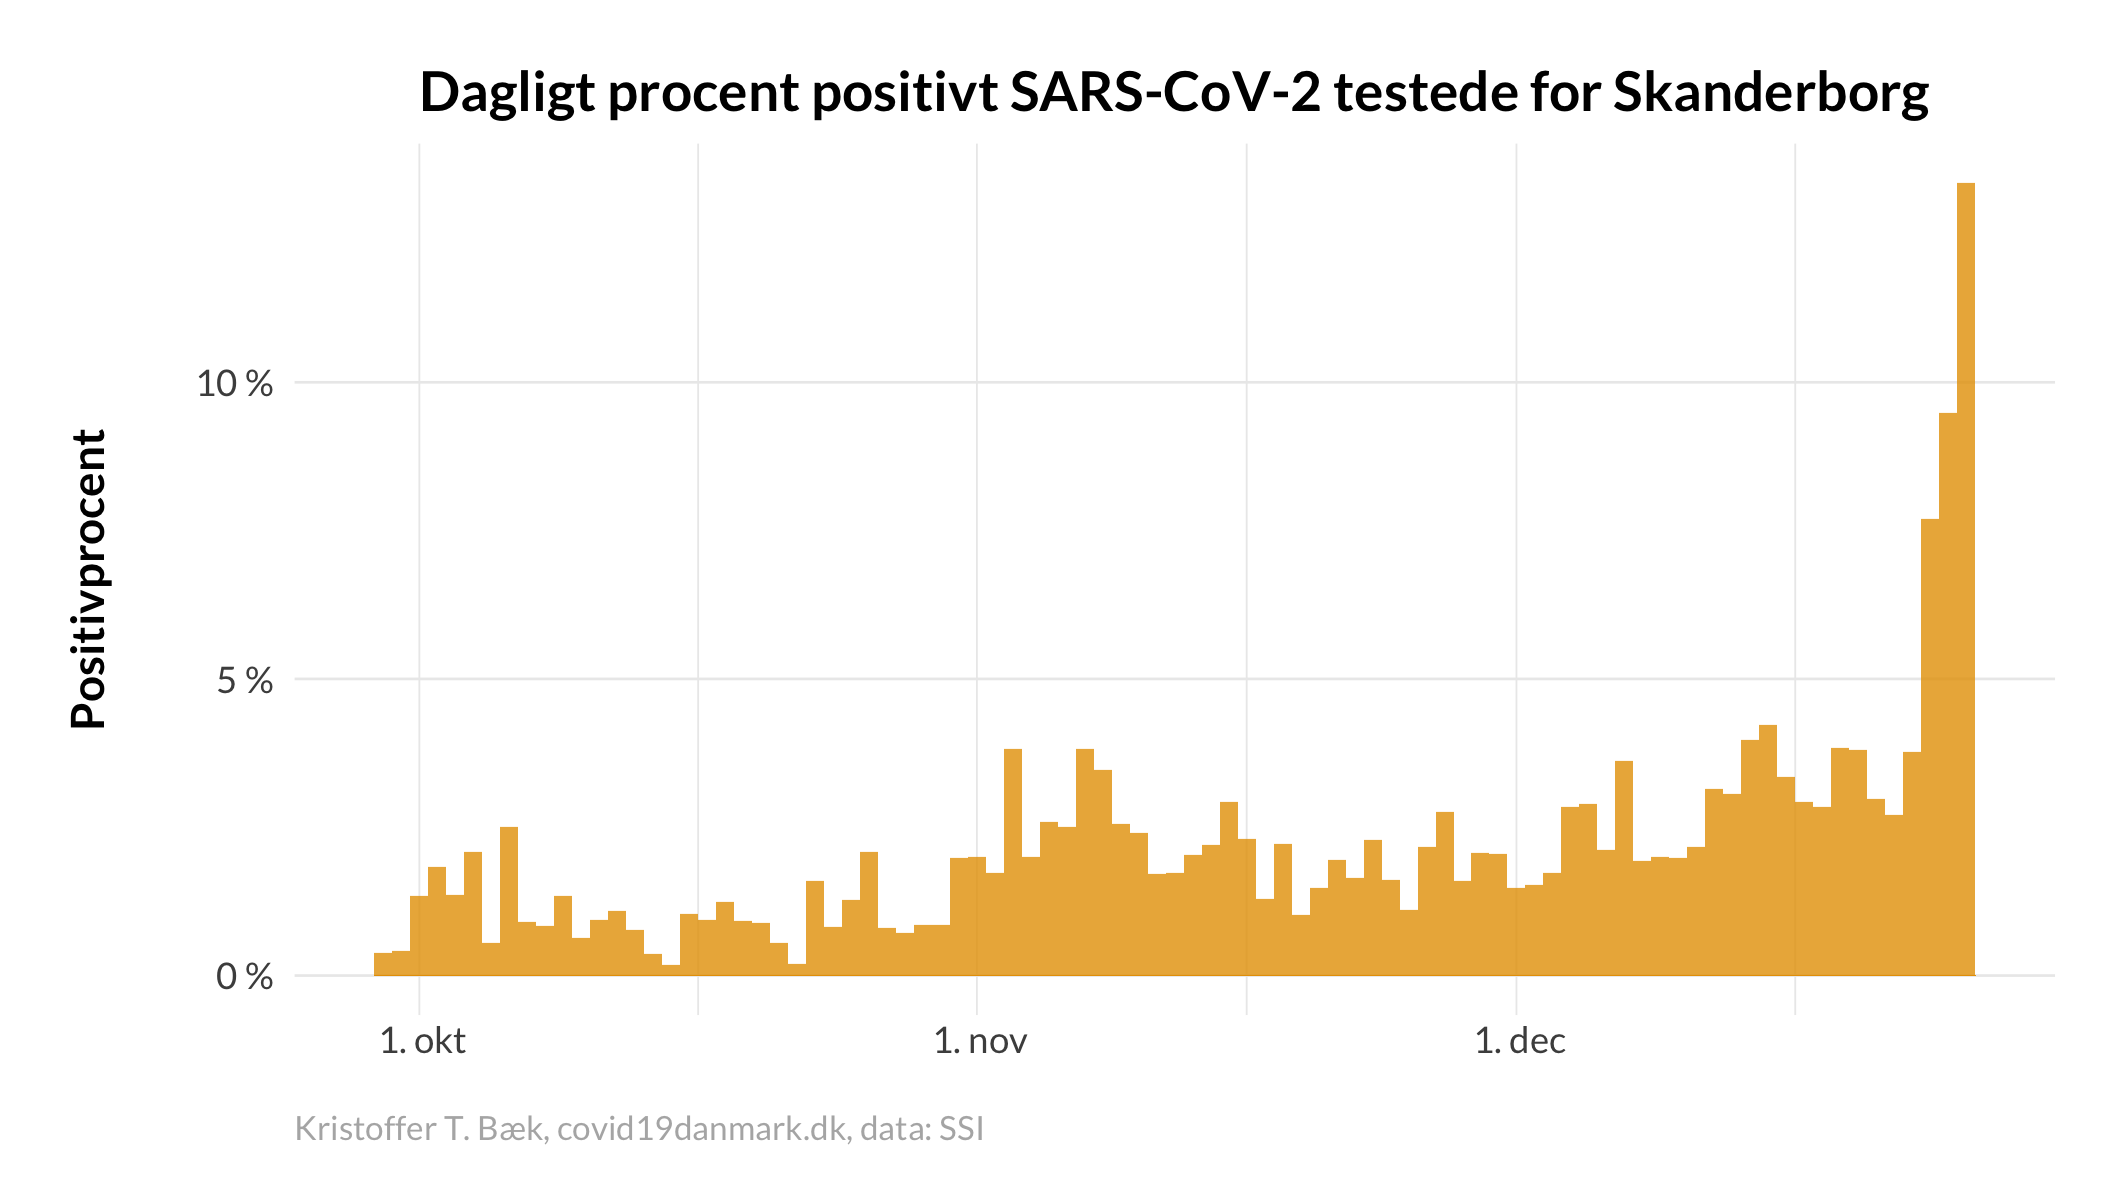 Dagligt procent positivt SARS-CoV-2 testede for Skanderborg
Positivprocent
10 %
5 %
0 %
1. okt
1. nov
1. dec
Kristoffer T. Bæk, covid19danmark.dk, data: SSI